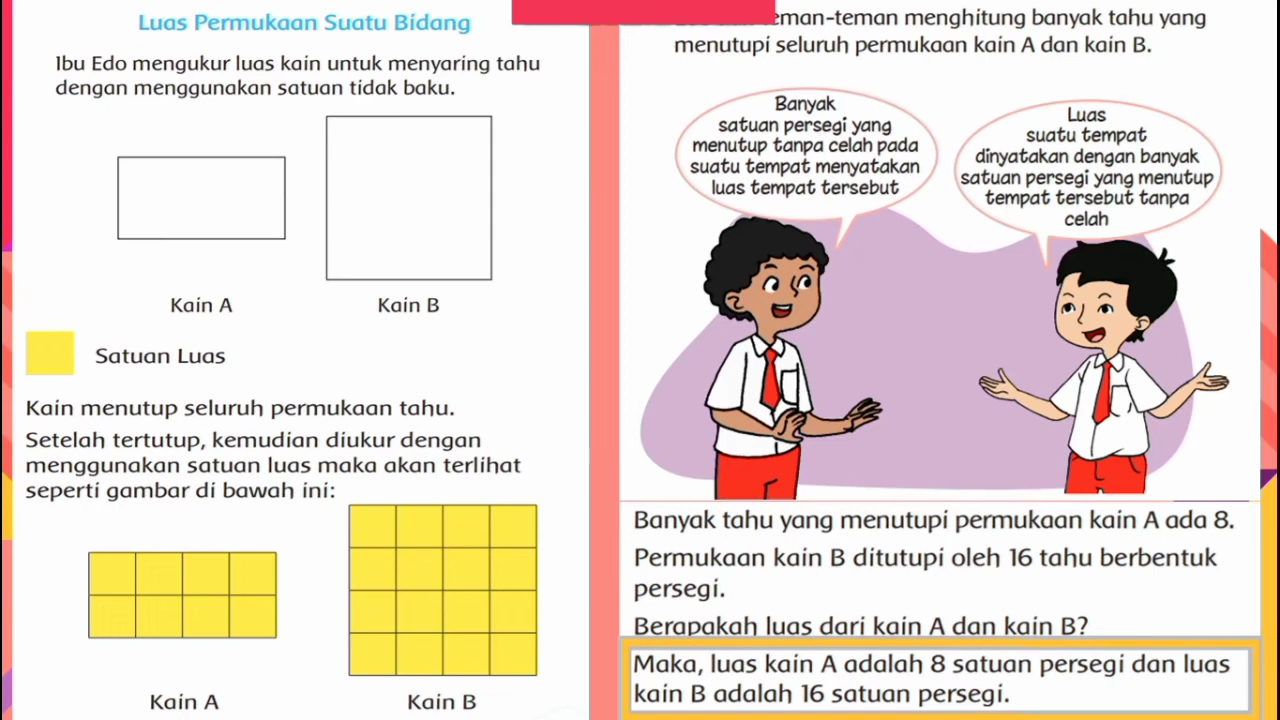 Luas Permukaan Suatu Bidang
Ibu Edo mengukur luas kain untuk menyaring tahu
dengan menggunakan satuan tidak baku.
Kain A
Kain B
Satuan Luas
Kain menutup seluruh permukaan tahu.
Setelah tertutup, kemudian diukur dengan
menggunakan satuan luas maka akan terlihat
seperti gambar di bawah ini:
Kain A
Kain B
menghitung banyak tahu yang
menutupi seluruh permukaan kain A dan kain B.
Banyak
satuan persegi yang
menutup tanpa celah pada
suatu tempat menyatakan
luas tempat tersebut
Luas
suatu tempat
dinyatakan dengan banyak
satuan persegi yang menutup
tempat tersebut tanpa
celah
Banyak tahu yang menutupi permukaan kain A ada 8.
Permukaan kain B ditutupi oleh 16 tahu berbentuk
persegi.
Berapakah luas dari kain A dan kain B?
Maka, luas kain A adalah 8 satuan persegi dan luas
kain B adalah 16 satuan persegi.